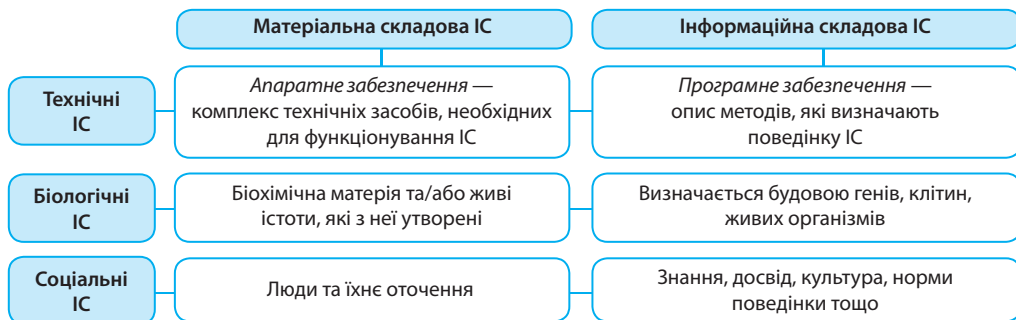 Матеріальна складова ІС
Інформаційна складова ІС
Технічні
ІС
Апаратне забезпечення —
комплекс технічних засобів, необхідних
для функціонування ІС
Програмне забезпечення —
опис методів, які визначають
поведінку ІС
Біологічні
ІС
Біохімічна матерія та/або живі
істоти, які з неї утворені
Визначається будовою генів, клітин,
живих організмів
Соціальні
ІС
Люди та їхнє оточення
Знання, досвід, культура, норми
поведінки тощо